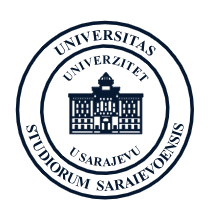 UNIVERSITAS
STUDIORUM SARAIEVOENSIS
UNIVERZITET
U SARAJEVU